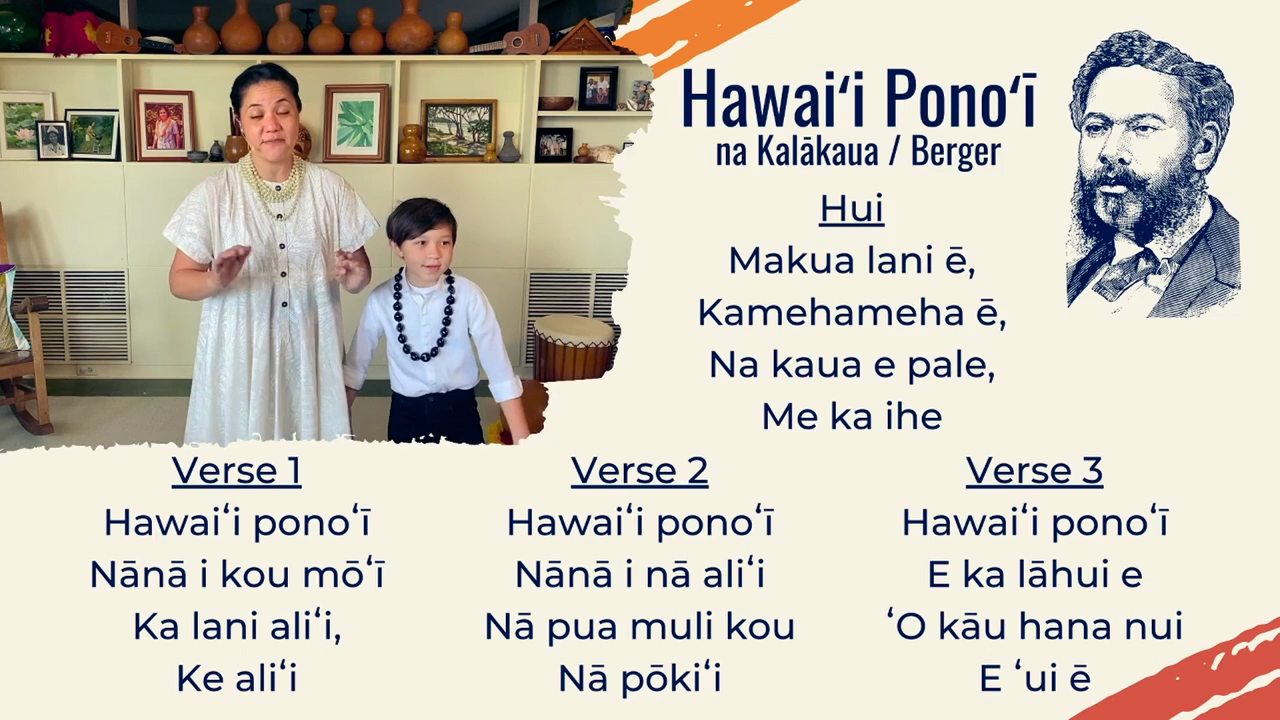 Hawaiʻi Ponoʻī
na Kalākaua / Berger
Hui
Makua lani ē,
Kamehameha ē,
Na kaua e pale,
Me ka ihe
Verse 1
Hawaiʻi ponoʻī
Nānā i kou mōʻī
Ka lani aliʻi,
Ke aliʻi
Verse 2
Hawaiʻi ponoʻī
Nānā i nā aliʻi
Nā pua muli kou
Nā pōkiʻi
Verse 3
Hawaiʻi ponoʻī
E ka lāhui e
ʻO kāu hana nui
E ʻui ē